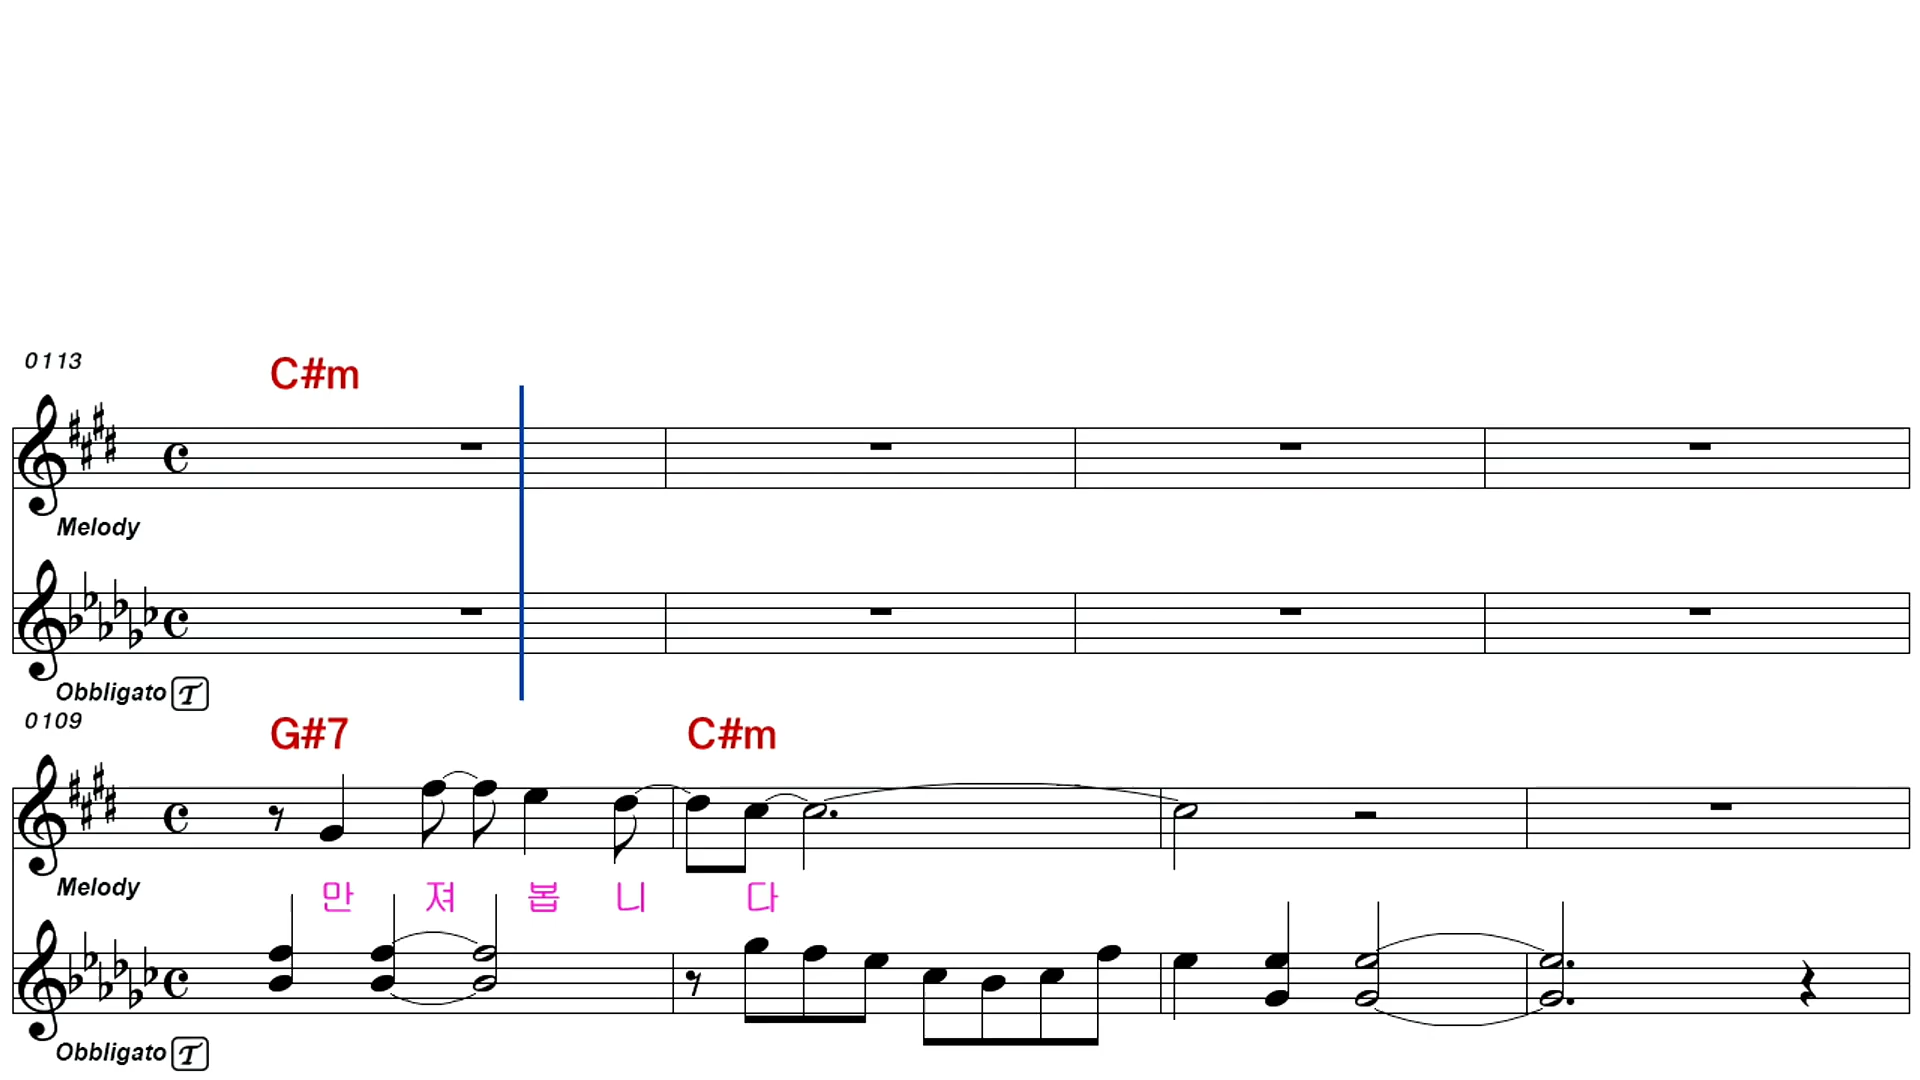 0113
C#m
Melody
Obbligato T
0109
G#7 C#m
Melody
만 져 봅 니 다
Obbligato T